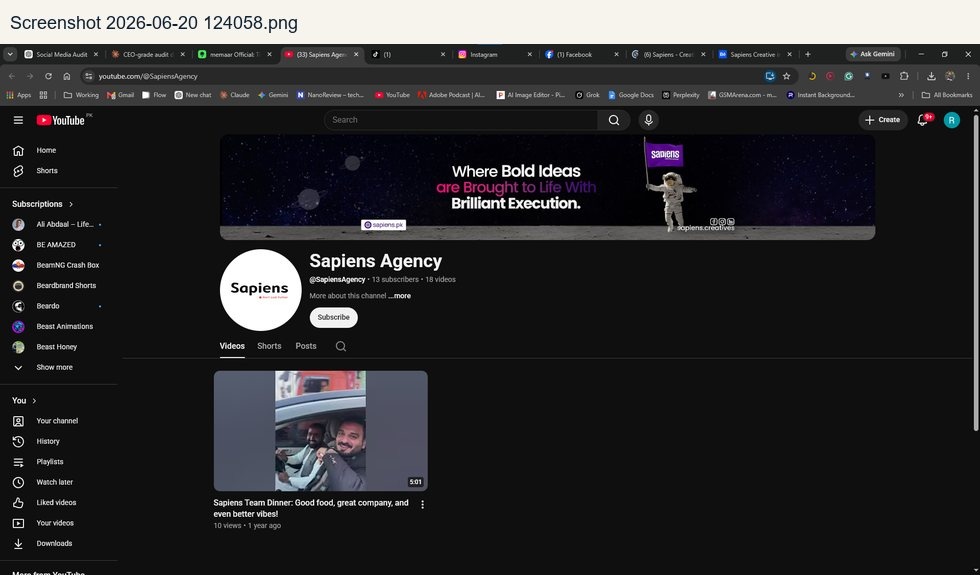 Screenshot 2026-06-20 124058.png
Social Media Audit
CEO-grade audit d
memaar Official: T
(33) Sapiens Agen
(1)
Instagram
(1) Facebook
(6) Sapiens - Creat
Sapiens Creative i
Ask Gemini
youtube.com/@SapiensAgency
Apps
Working
Gmail
Flow
New chat
Claude
Gemini
NanoReview – tech...
YouTube
Adobe Podcast | AI...
AI Image Editor - Pi...
Grok
Google Docs
Perplexity
GSMArena.com - m...
Instant Background...
All Bookmarks
YouTube PK
Search
Create
9+
R
Home
Shorts
Subscriptions
Ali Abdaal – Life...
BE AMAZED
BeamNG Crash Box
Beardbrand Shorts
Beardo
Beast Animations
Beast Honey
Show more
You
Your channel
History
Playlists
Watch later
Liked videos
Your videos
Downloads
More from YouTube
Where Bold Ideas
are Brought to Life With
Brilliant Execution.
sapiens.pk
sapiens
sapiens.creatives
Sapiens
Sapiens Agency
@SapiensAgency • 13 subscribers • 18 videos
More about this channel ...more
Subscribe
Videos
Shorts
Posts
5:01
Sapiens Team Dinner: Good food, great company, and
even better vibes!
10 views • 1 year ago